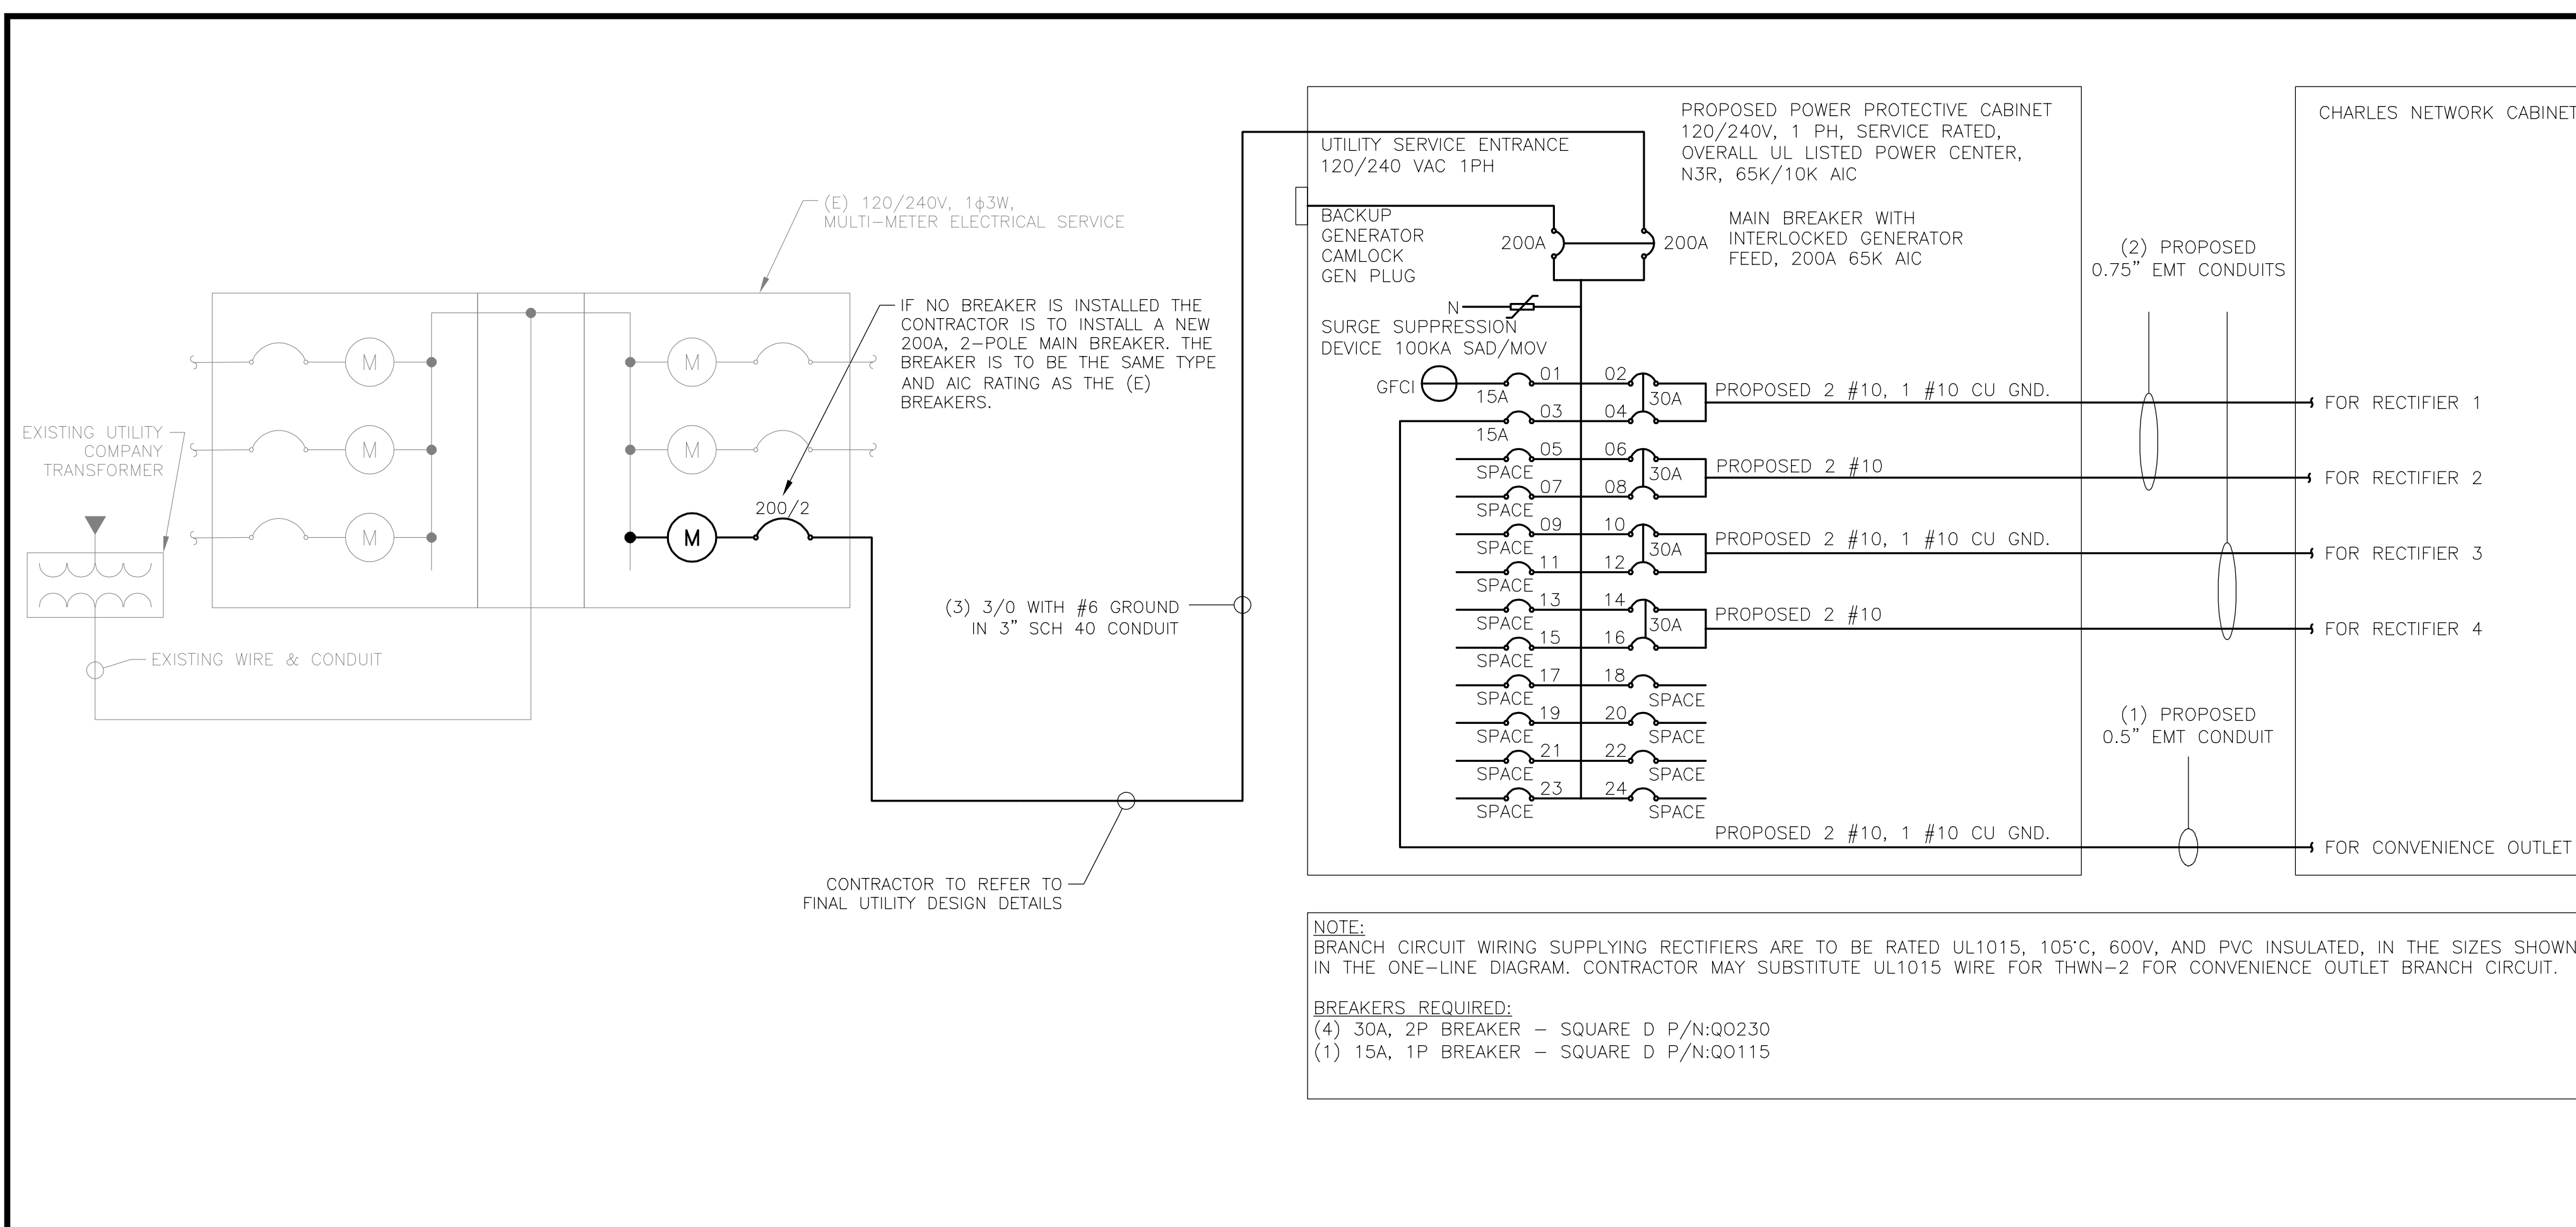 (E) 120/240V, 1ϕ3W,
MULTI-METER ELECTRICAL SERVICE
IF NO BREAKER IS INSTALLED THE
CONTRACTOR IS TO INSTALL A NEW
200A, 2-POLE MAIN BREAKER. THE
BREAKER IS TO BE THE SAME TYPE
AND AIC RATING AS THE (E)
BREAKERS.
EXISTING UTILITY
COMPANY
TRANSFORMER
M
M
M
M
M
M
200/2
EXISTING WIRE & CONDUIT
(3) 3/0 WITH #6 GROUND
IN 3" SCH 40 CONDUIT
CONTRACTOR TO REFER TO
FINAL UTILITY DESIGN DETAILS
UTILITY SERVICE ENTRANCE
120/240 VAC 1PH
PROPOSED POWER PROTECTIVE CABINET
120/240V, 1 PH, SERVICE RATED,
OVERALL UL LISTED POWER CENTER,
N3R, 65K/10K AIC
BACKUP
GENERATOR
CAMLOCK
GEN PLUG
200A
200A
MAIN BREAKER WITH
INTERLOCKED GENERATOR
FEED, 200A 65K AIC
N
SURGE SUPPRESSION
DEVICE 100KA SAD/MOV
GFCI
15A
01
02
30A
PROPOSED 2 #10, 1 #10 CU GND.
15A
03
04
SPACE
05
06
30A
PROPOSED 2 #10
SPACE
07
08
SPACE
09
10
30A
PROPOSED 2 #10, 1 #10 CU GND.
SPACE
11
12
SPACE
13
14
30A
PROPOSED 2 #10
SPACE
15
16
SPACE
17
18
SPACE
SPACE
19
20
SPACE
SPACE
21
22
SPACE
SPACE
23
24
SPACE
PROPOSED 2 #10, 1 #10 CU GND.
(2) PROPOSED
0.75" EMT CONDUITS
(1) PROPOSED
0.5" EMT CONDUIT
CHARLES NETWORK CABINET
FOR RECTIFIER 1
FOR RECTIFIER 2
FOR RECTIFIER 3
FOR RECTIFIER 4
FOR CONVENIENCE OUTLET
NOTE:
BRANCH CIRCUIT WIRING SUPPLYING RECTIFIERS ARE TO BE RATED UL1015, 105°C, 600V, AND PVC INSULATED, IN THE SIZES SHOWN
IN THE ONE-LINE DIAGRAM. CONTRACTOR MAY SUBSTITUTE UL1015 WIRE FOR THWN-2 FOR CONVENIENCE OUTLET BRANCH CIRCUIT.
BREAKERS REQUIRED:
(4) 30A, 2P BREAKER - SQUARE D P/N:QO230
(1) 15A, 1P BREAKER - SQUARE D P/N:QO115